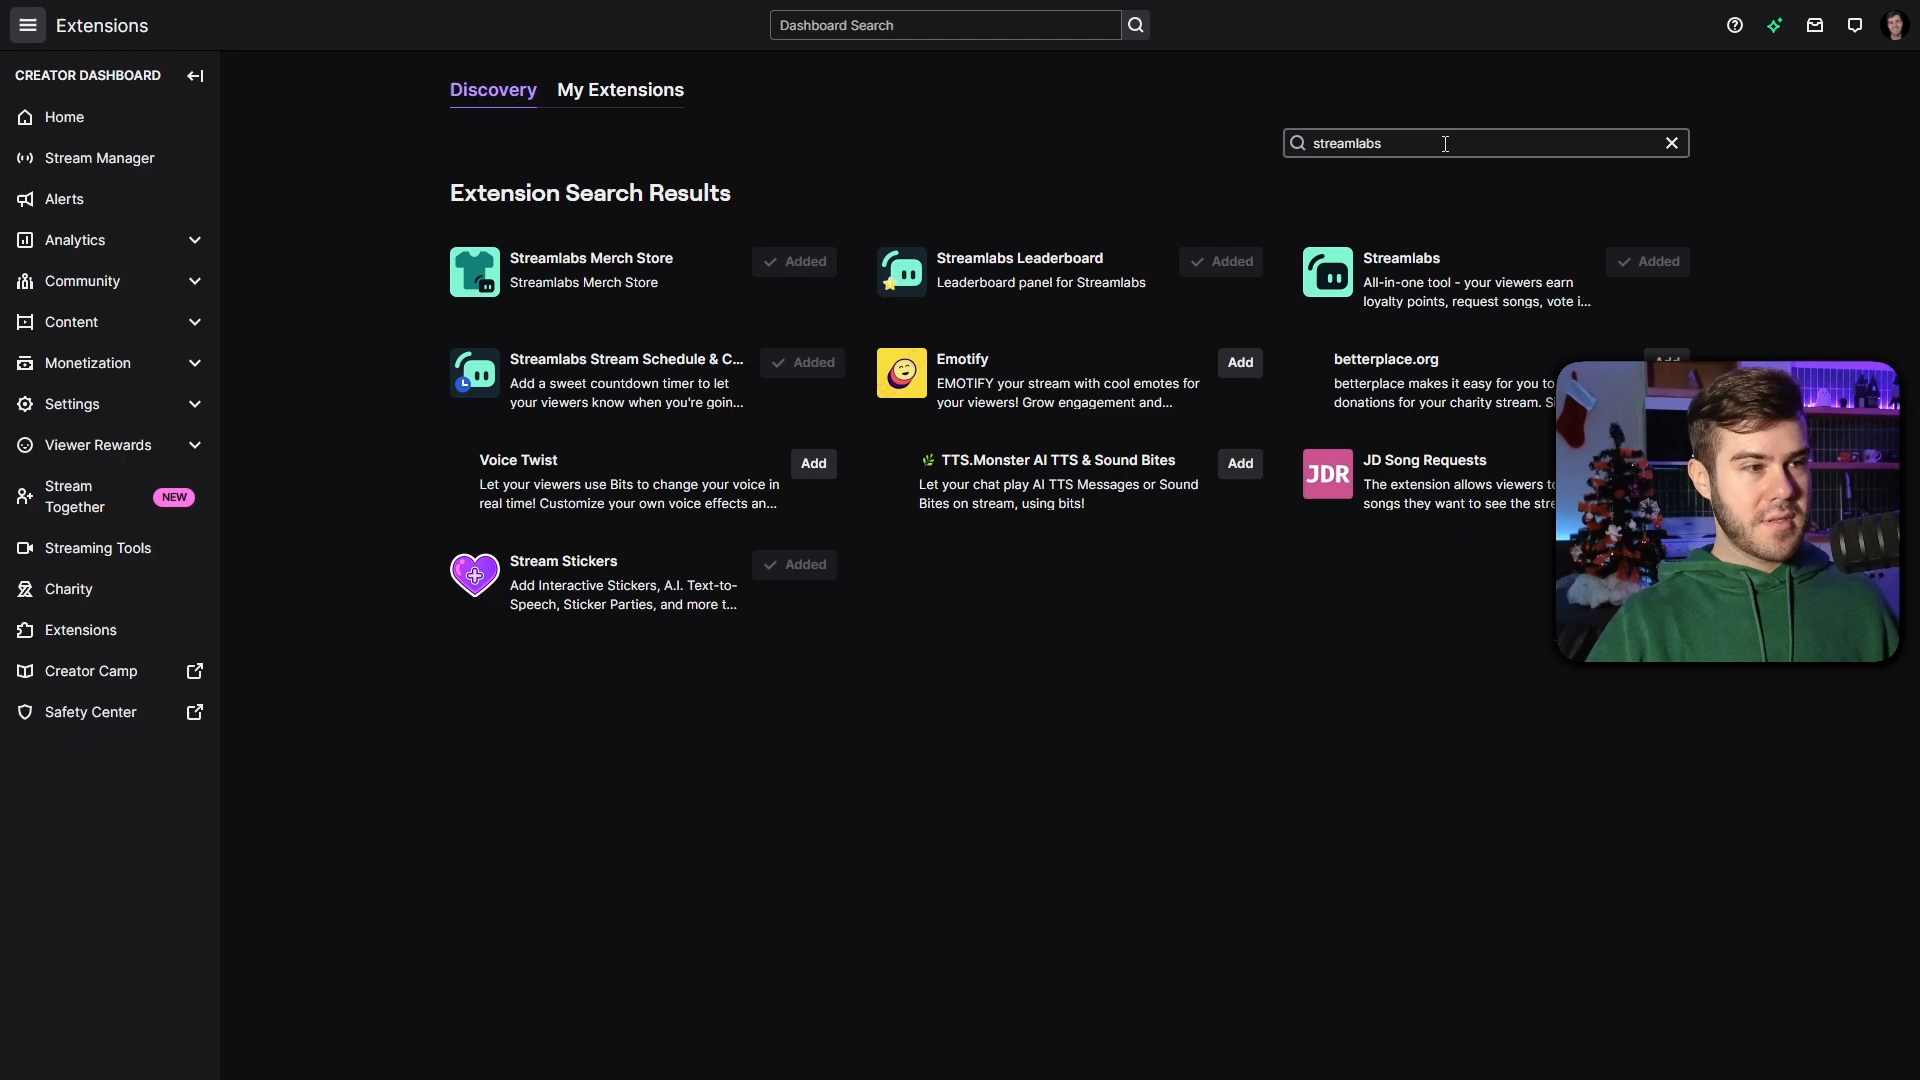 Extensions
Dashboard Search
CREATOR DASHBOARD
Home
Stream Manager
Alerts
Analytics
Community
Content
Monetization
Settings
Viewer Rewards
Stream
Together
NEW
Streaming Tools
Charity
Extensions
Creator Camp
Safety Center
Discovery
My Extensions
streamlabs
Extension Search Results
Streamlabs Merch Store
Streamlabs Merch Store
Added
Streamlabs Leaderboard
Leaderboard panel for Streamlabs
Added
Streamlabs
All-in-one tool - your viewers earn
loyalty points, request songs, vote i...
Added
Streamlabs Stream Schedule & C...
Add a sweet countdown timer to let
your viewers know when you're goin...
Added
Emotify
EMOTIFY your stream with cool emotes for
your viewers! Grow engagement and...
Add
betterplace.org
betterplace makes it easy for you to
donations for your charity stream.
Voice Twist
Let your viewers use Bits to change your voice in
real time! Customize your own voice effects an...
Add
TTS.Monster AI TTS & Sound Bites
Let your chat play AI TTS Messages or Sound
Bites on stream, using bits!
Add
JDR
JD Song Requests
The extension allows viewers
songs they want to see the
Stream Stickers
Add Interactive Stickers, A.I. Text-to-
Speech, Sticker Parties, and more t...
Added